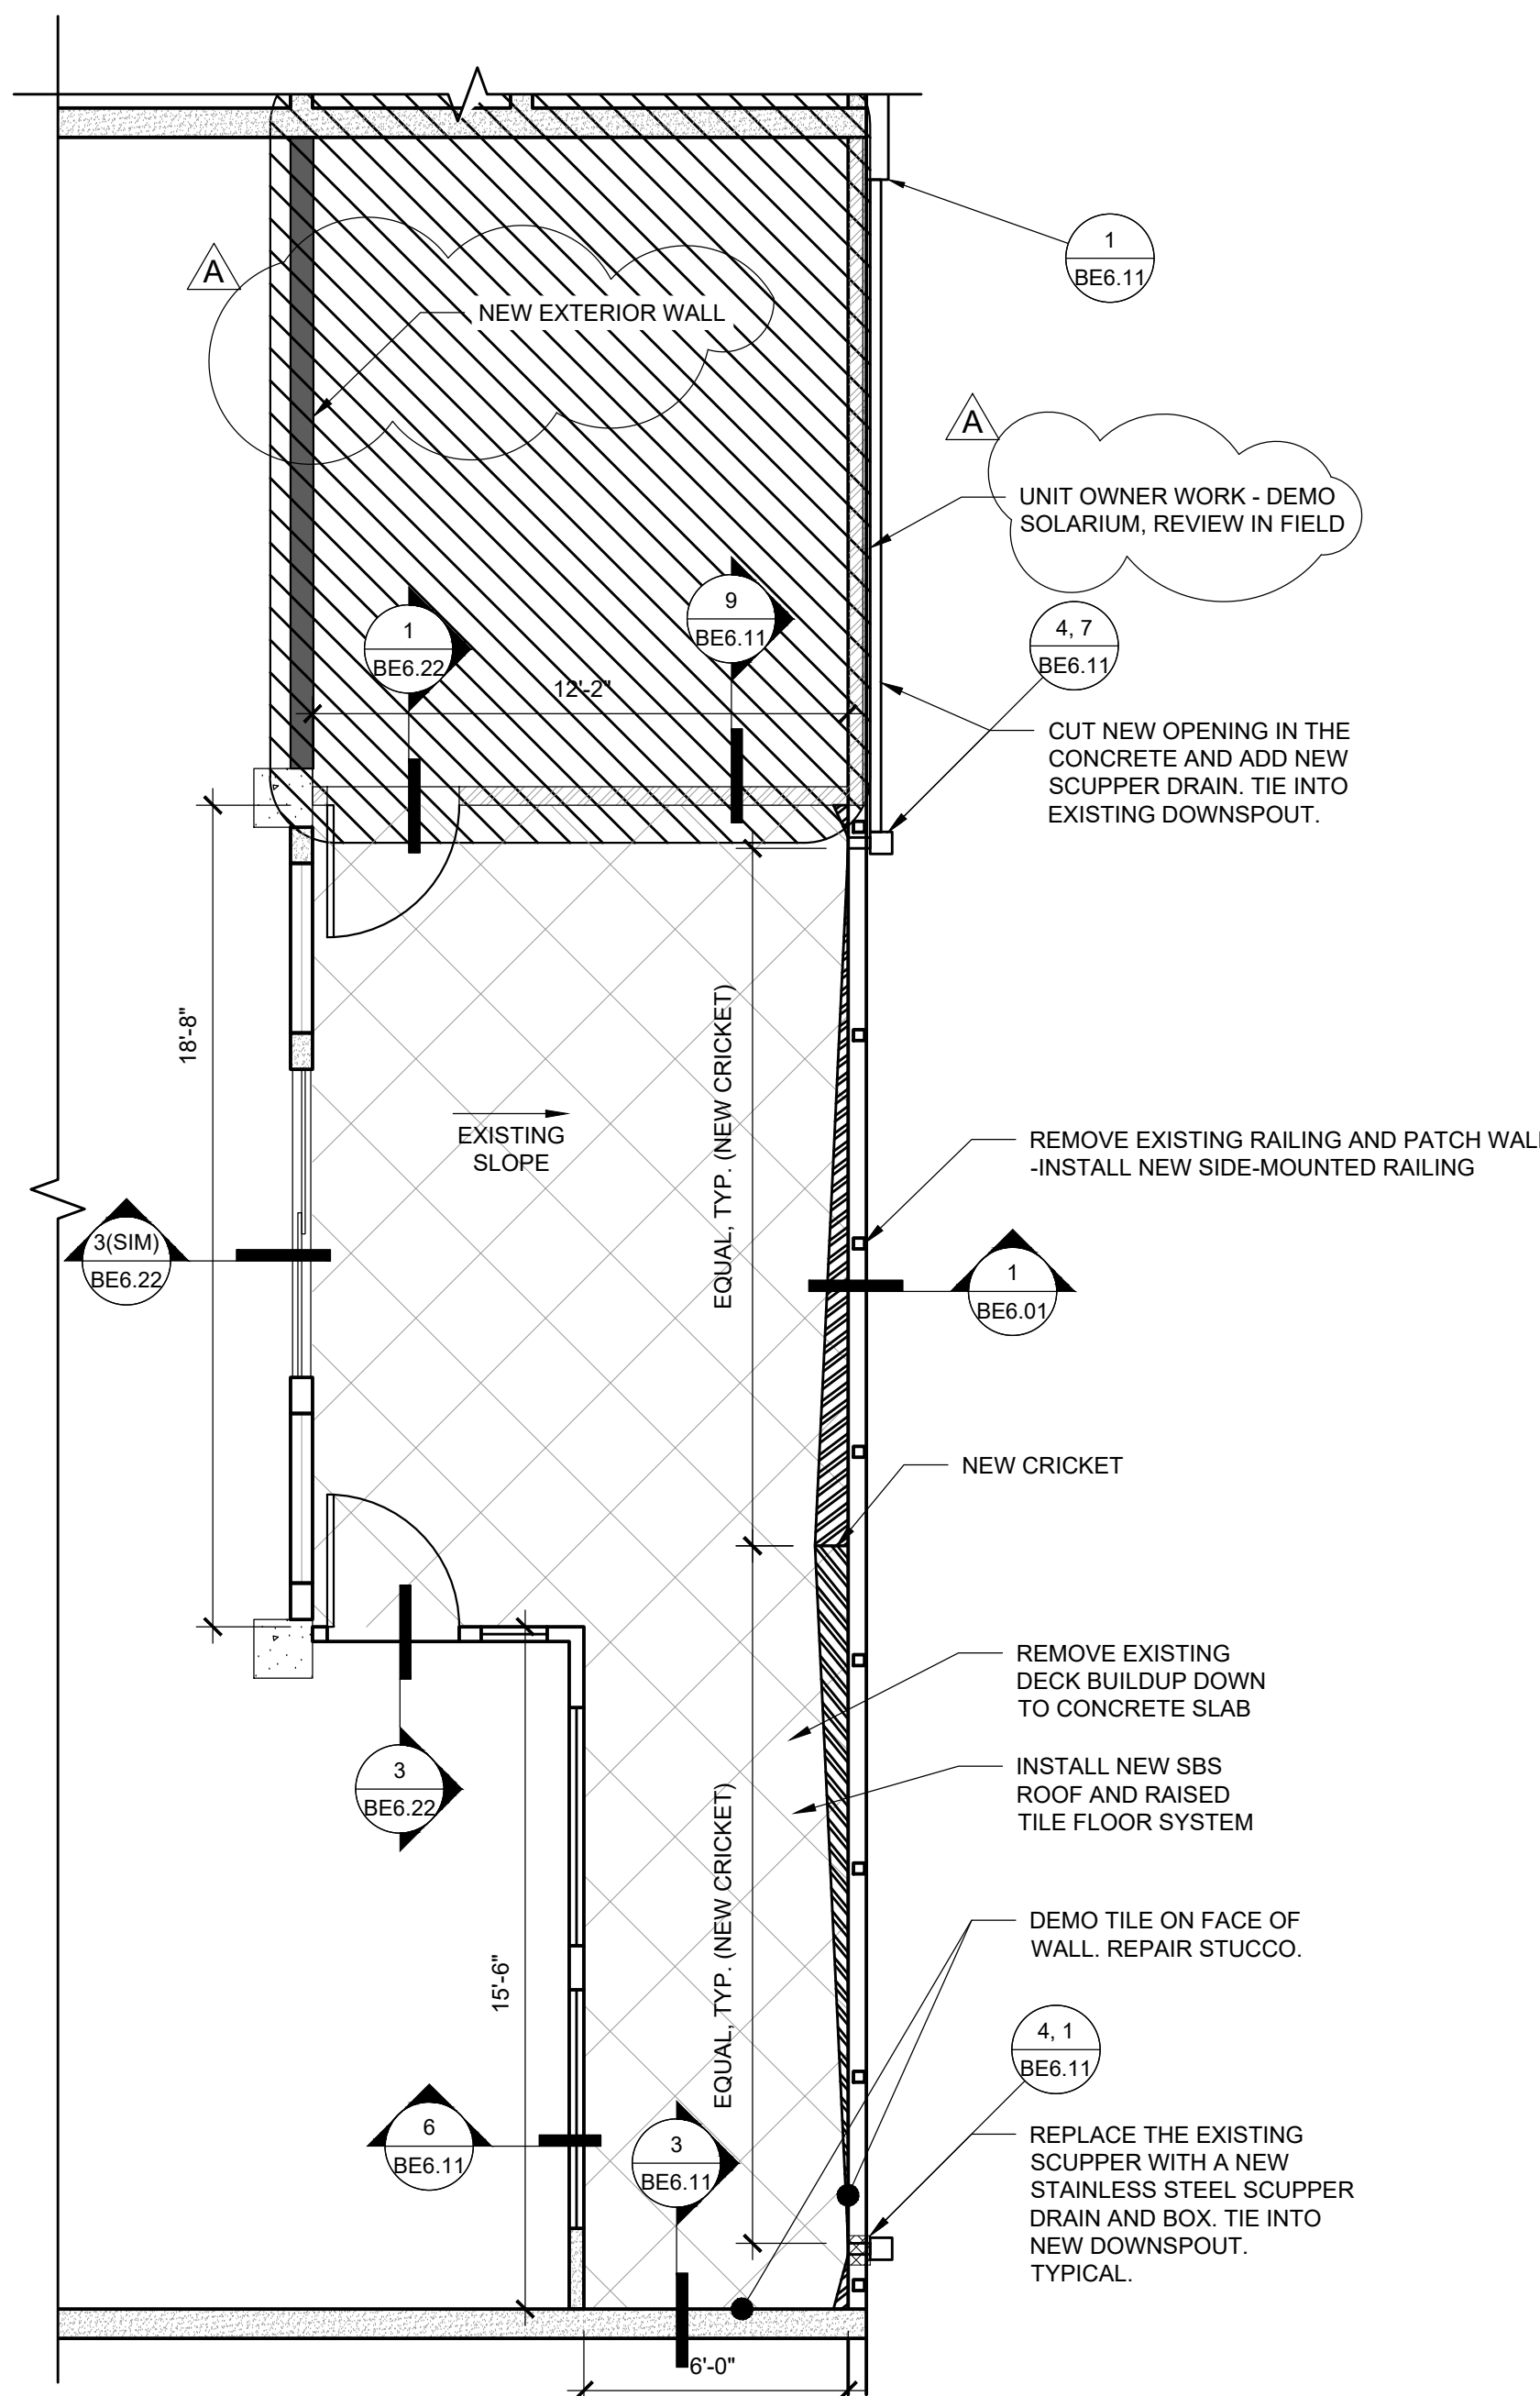 1
BE6.11
A
NEW EXTERIOR WALL
A
UNIT OWNER WORK - DEMO
SOLARIUM, REVIEW IN FIELD
1
BE6.22
9
BE6.11
4, 7
BE6.11
12'-2"
CUT NEW OPENING IN THE
CONCRETE AND ADD NEW
SCUPPER DRAIN. TIE INTO
EXISTING DOWNSPOUT.
18'-8"
EQUAL, TYP. (NEW CRICKET)
EXISTING
SLOPE
REMOVE EXISTING RAILING AND PATCH WALL
-INSTALL NEW SIDE-MOUNTED RAILING
3(SIM)
BE6.22
1
BE6.01
NEW CRICKET
REMOVE EXISTING
DECK BUILDUP DOWN
TO CONCRETE SLAB
3
BE6.22
INSTALL NEW SBS
ROOF AND RAISED
TILE FLOOR SYSTEM
EQUAL, TYP. (NEW CRICKET)
15'-6"
DEMO TILE ON FACE OF
WALL. REPAIR STUCCO.
4, 1
BE6.11
6
BE6.11
3
BE6.11
REPLACE THE EXISTING
SCUPPER WITH A NEW
STAINLESS STEEL SCUPPER
DRAIN AND BOX. TIE INTO
NEW DOWNSPOUT.
TYPICAL.
6'-0"